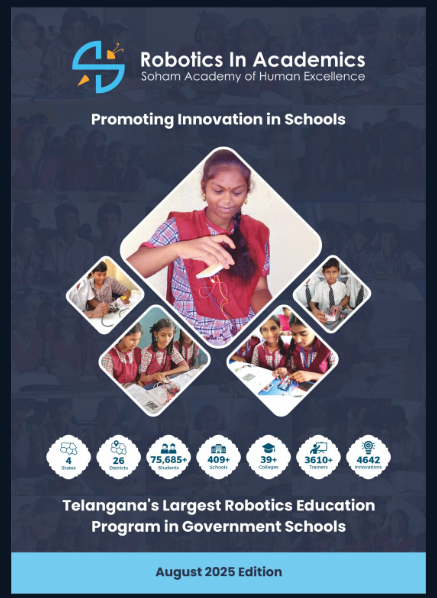 Robotics In Academics
Soham Academy of Human Excellence
Promoting Innovation in Schools
4
States
26
Districts
75,685+
Students
409+
Schools
39+
Colleges
3610+
Trainers
4642
Innovations
Telangana's Largest Robotics Education
Program in Government Schools
August 2025 Edition